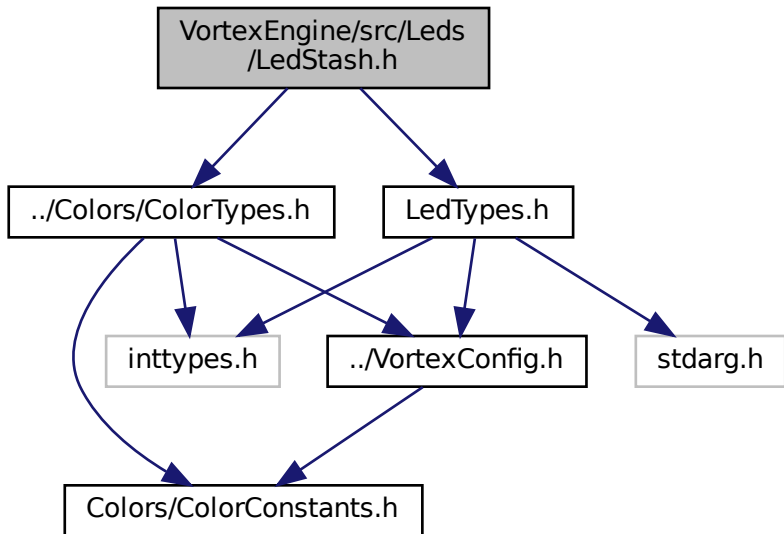 VortexEngine/src/Leds
/LedStash.h
../Colors/ColorTypes.h
LedTypes.h
inttypes.h
../VortexConfig.h
stdarg.h
Colors/ColorConstants.h